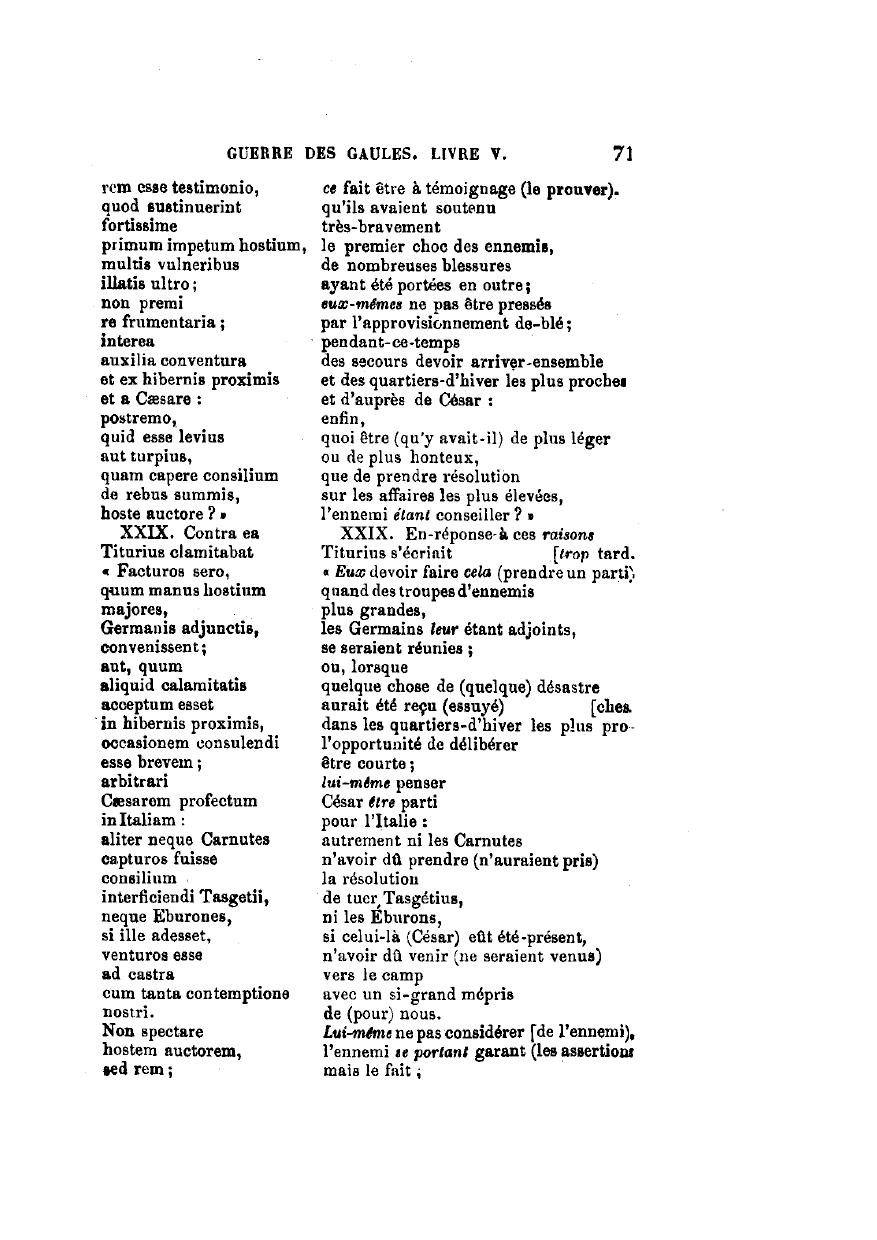 GUERRE DES GAULES. LIVRE V. 71
rem esse testimonio, ce fait être à témoignage (le prouver).
quod sustinuerint qu'ils avaient soutenu
fortissime très-bravement
primum impetum hostium, le premier choc des ennemis,
multis vulneribus de nombreuses blessures
illatis ultro; ayant été portées en outre;
non premi eux-mêmes ne pas être pressés
re frumentaria; par l'approvisionnement de-blé;
interea pendant-ce-temps
auxilia conventura des secours devoir arriver-ensemble
et ex hibernis proximis et des quartiers-d'hiver les plus proches
et a Cæsare : et d'auprès de César :
postremo, enfin,
quid esse levius quoi être (qu'y avait-il) de plus léger
aut turpius, ou de plus honteux,
quam capere consilium que de prendre résolution
de rebus summis, sur les affaires les plus élevées,
hoste auctore ? » l'ennemi étant conseiller ? »
XXIX. Contra ea XXIX. En-réponse-à ces raisons
Titurius clamitabat Titurius s'écriait [trop tard.
« Facturos sero, « Eux devoir faire cela (prendre un parti)
quum manus hostium quand des troupes d'ennemis
majores, plus grandes,
Germanis adjunctis, les Germains leur étant adjoints,
convenissent; se seraient réunies ;
aut, quum ou, lorsque
aliquid calamitatis quelque chose de (quelque) désastre
acceptum esset aurait été reçu (essuyé) [ches.
in hibernis proximis, dans les quartiers-d'hiver les plus pro-
occasionem consulendi l'opportunité de délibérer
esse brevem; être courte;
arbitrari lui-même penser
Cæsarem profectum César être parti
in Italiam : pour l'Italie :
aliter neque Carnutes autrement ni les Carnutes
capturos fuisse n'avoir dû prendre (n'auraient pris)
consilium la résolution
interficiendi Tasgetii, de tuer Tasgétius,
neque Eburones, ni les Éburons,
si ille adesset, si celui-là (César) eût été-présent,
venturos esse n'avoir dû venir (ne seraient venus)
ad castra vers le camp
cum tanta contemptione avec un si-grand mépris
nostri. de (pour) nous.
Non spectare Lui-même ne pas considérer [de l'ennemi),
hostem auctorem, l'ennemi se portant garant (les assertions
sed rem; mais le fait ;